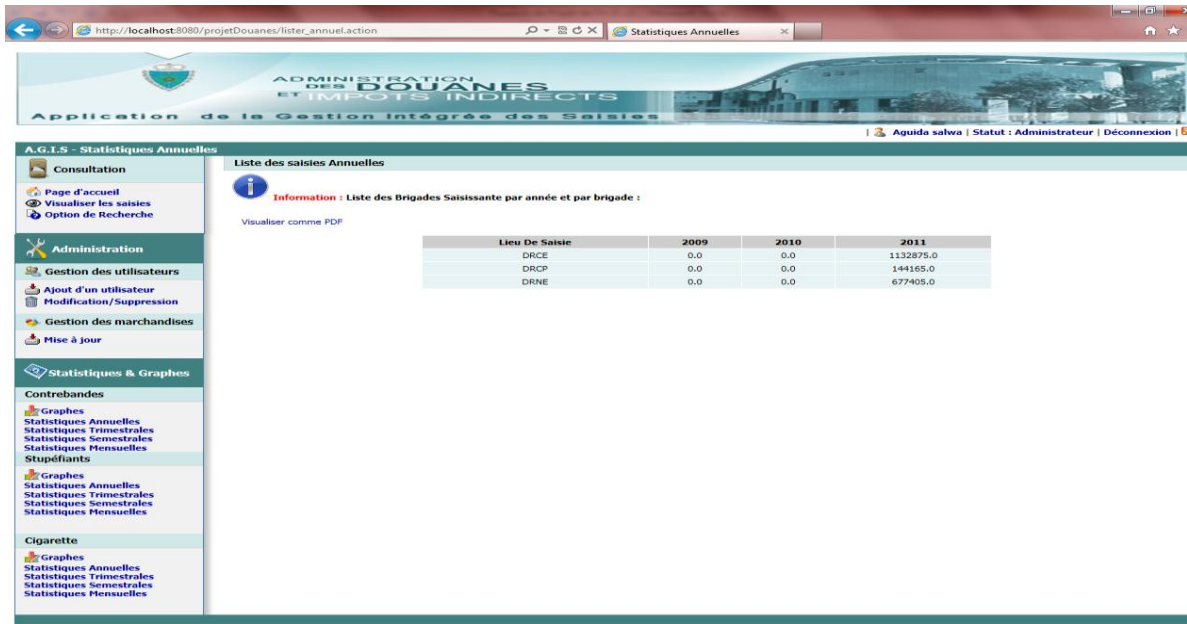 http://localhost:8080/projetDouanes/lister_annuel.action
Statistiques Annuelles
ADMINISTRATION
DES DOUANES
ET IMPOTS INDIRECTS
Application de la Gestion Intégrée des Saisies
| Aguida salwa | Statut : Administrateur | Déconnexion |
A.G.I.S - Statistiques Annuelles
Consultation
Page d'accueil
Visualiser les saisies
Option de Recherche
Administration
Gestion des utilisateurs
Ajout d'un utilisateur
Modification/Suppression
Gestion des marchandises
Mise à jour
Statistiques & Graphes
Contrebandes
Graphes
Statistiques Annuelles
Statistiques Trimestrales
Statistiques Semestrales
Statistiques Mensuelles
Stupéfiants
Graphes
Statistiques Annuelles
Statistiques Trimestrales
Statistiques Semestrales
Statistiques Mensuelles
Cigarette
Graphes
Statistiques Annuelles
Statistiques Trimestrales
Statistiques Semestrales
Statistiques Mensuelles
Liste des saisies Annuelles
Information : Liste des Brigades Saisissante par année et par brigade :
Visualiser comme PDF
Lieu De Saisie 2009 2010 2011
DRCE 0.0 0.0 1132875.0
DRCP 0.0 0.0 144165.0
DRNE 0.0 0.0 677405.0